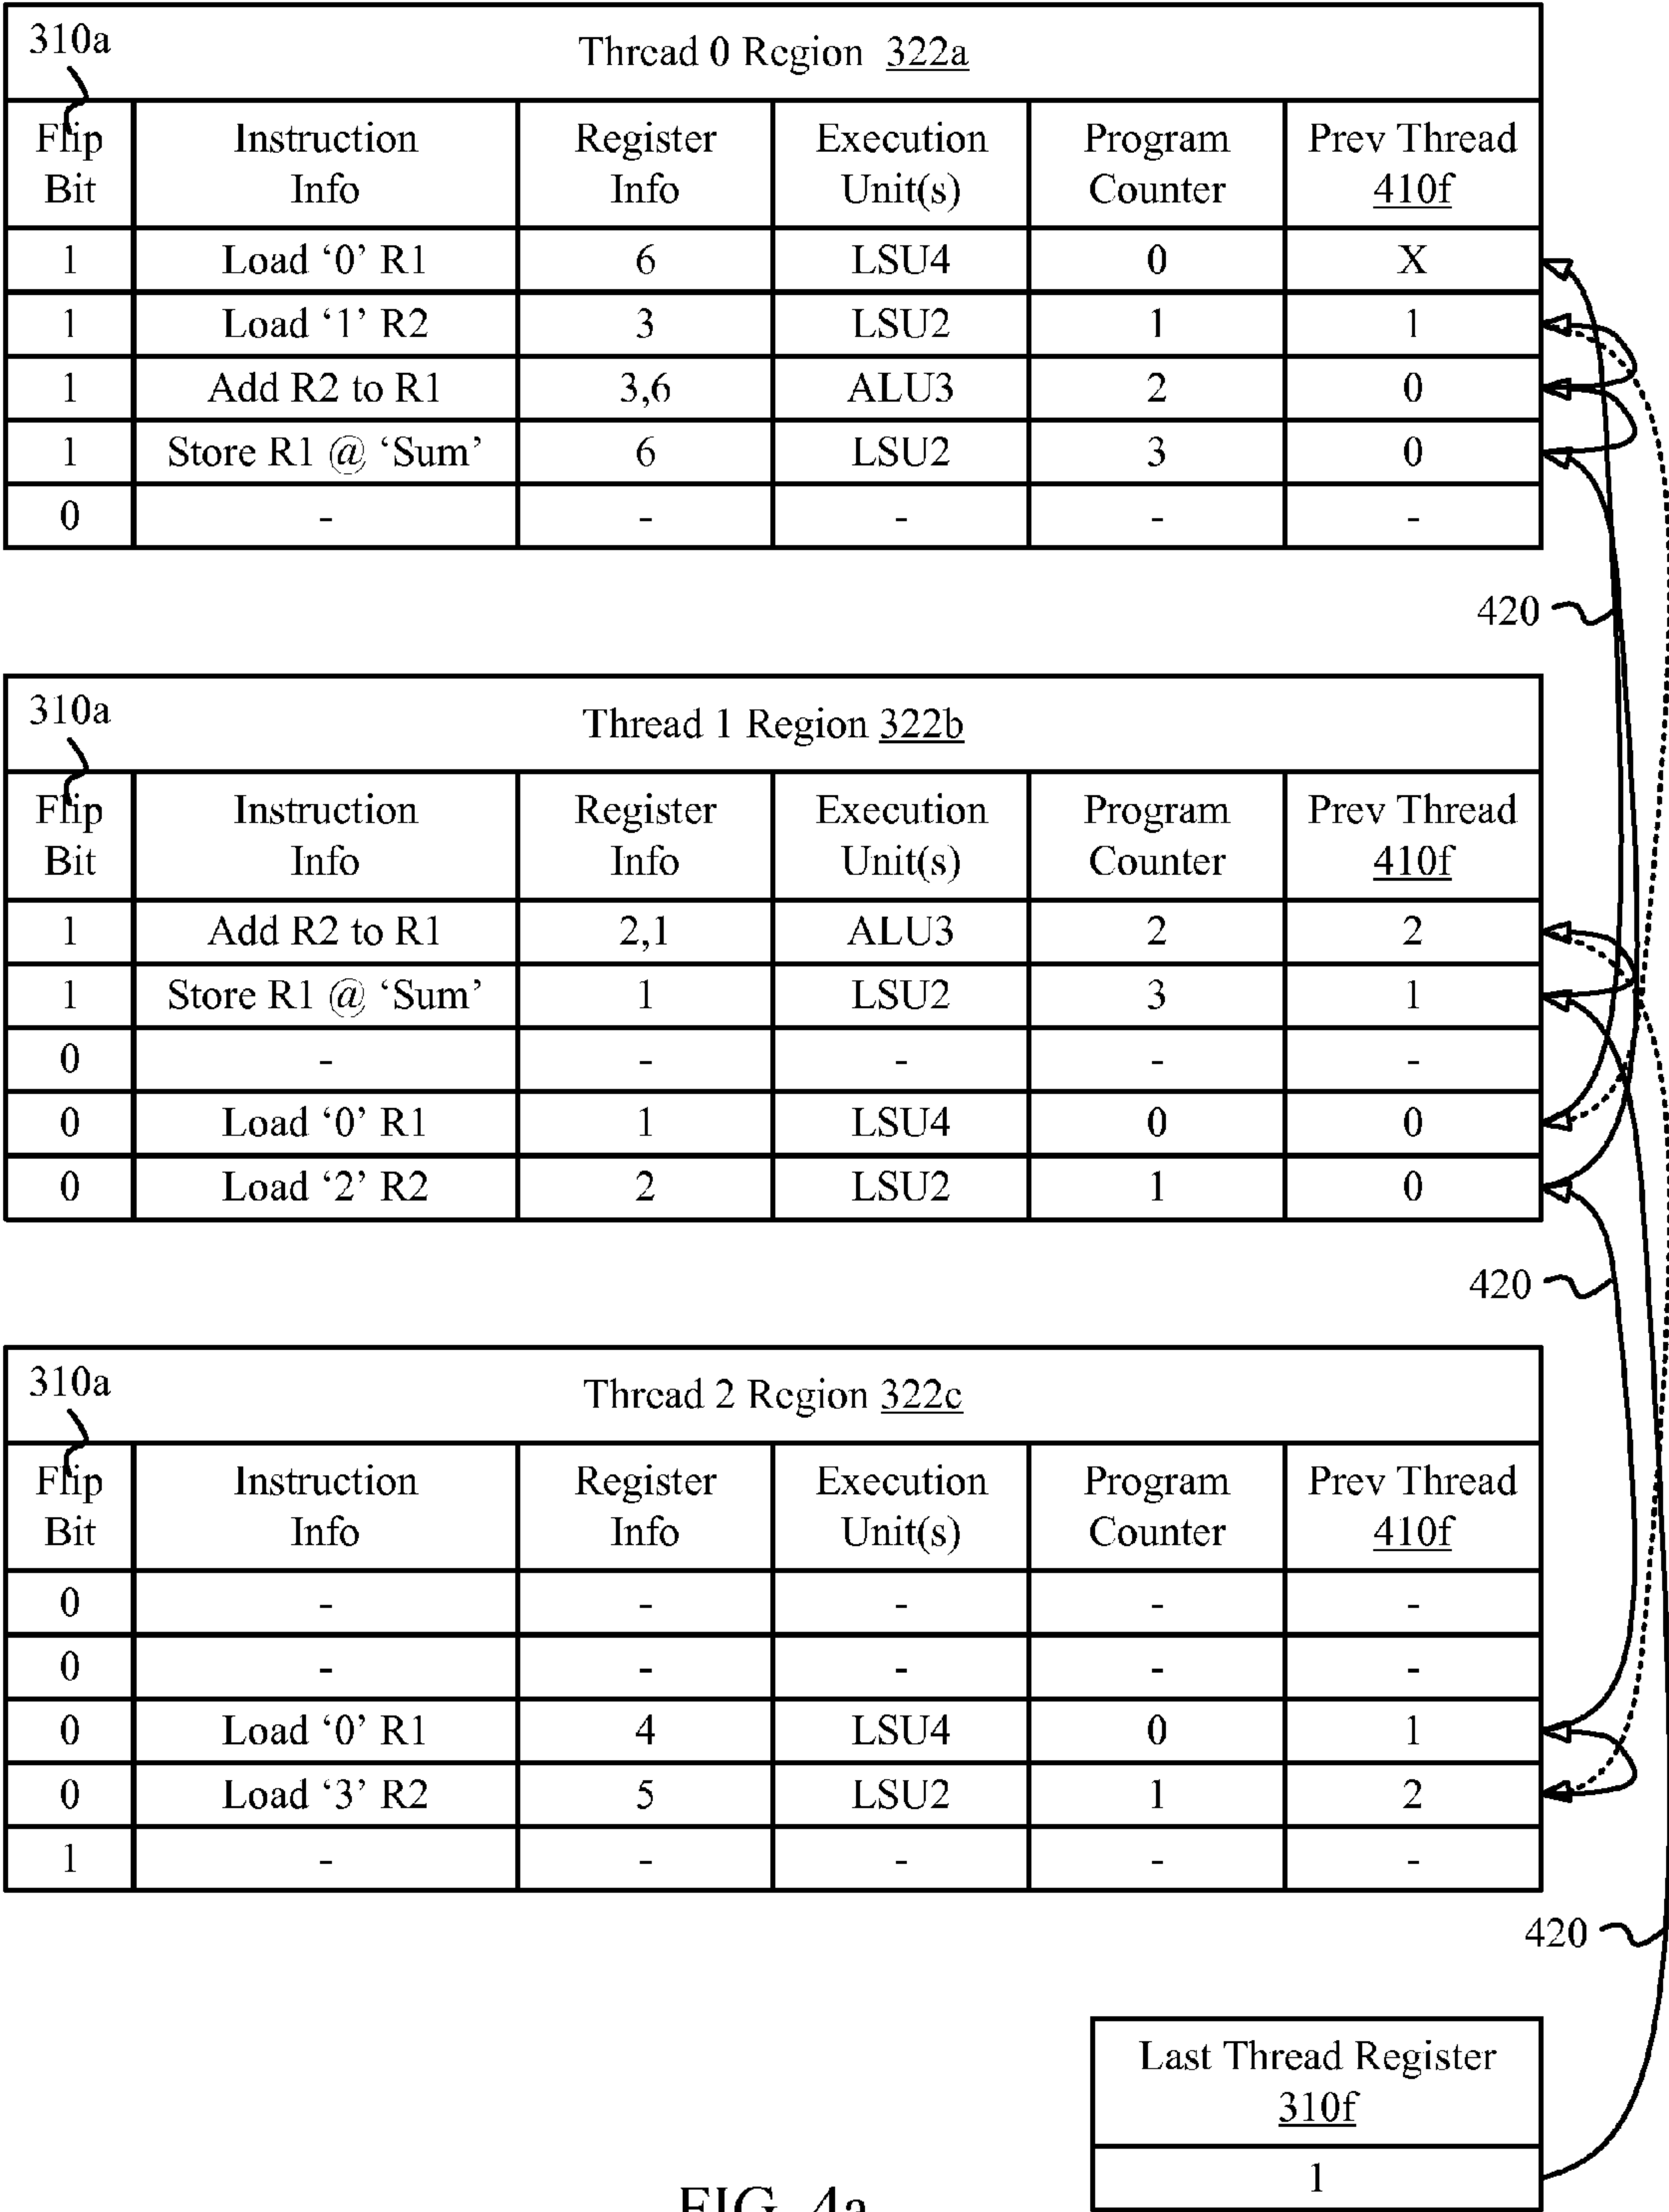 310a
Thread 0 Region 322a
Flip Bit Instruction Info Register Info Execution Unit(s) Program Counter Prev Thread 410f
1 Load ‘0’ R1 6 LSU4 0 X
1 Load ‘1’ R2 3 LSU2 1 1
1 Add R2 to R1 3,6 ALU3 2 0
1 Store R1 @ ‘Sum’ 6 LSU2 3 0
0 - - - - -
420
310a
Thread 1 Region 322b
Flip Bit Instruction Info Register Info Execution Unit(s) Program Counter Prev Thread 410f
1 Add R2 to R1 2,1 ALU3 2 2
1 Store R1 @ ‘Sum’ 1 LSU2 3 1
0 - - - - -
0 Load ‘0’ R1 1 LSU4 0 0
0 Load ‘2’ R2 2 LSU2 1 0
420
310a
Thread 2 Region 322c
Flip Bit Instruction Info Register Info Execution Unit(s) Program Counter Prev Thread 410f
0 - - - - -
0 - - - - -
0 Load ‘0’ R1 4 LSU4 0 1
0 Load ‘3’ R2 5 LSU2 1 2
1 - - - - -
420
Last Thread Register
310f
1
FIG. 4a